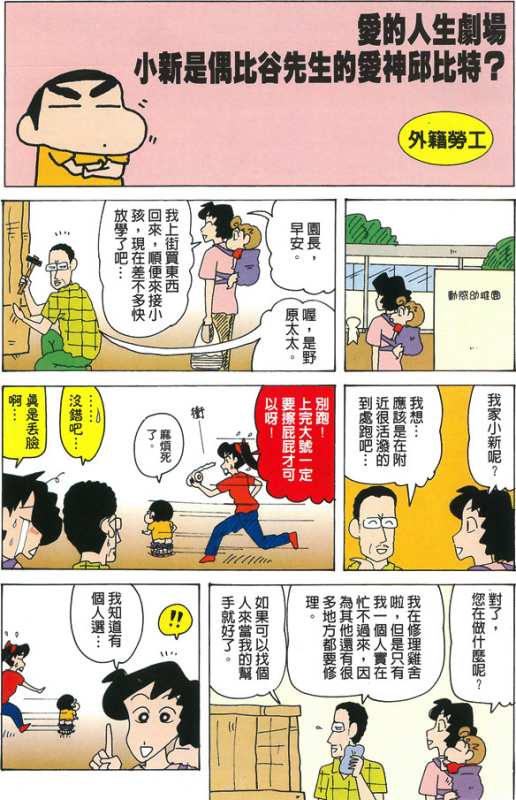 愛的人生劇場
小新是偶比谷先生的愛神邱比特?
外籍勞工
動感幼稚園
園長,
早安。
喔,是野
原太太。
我上街買東西
回來,順便來接小
孩,現在差不多快
放學了吧…
我家小新呢?
我想…
應該是在附
近很活潑的
到處跑吧…
別跑!
上完大號一定
要擦屁屁才可
以呀!
衝
麻煩死
了。
……
沒錯吧…
真是丟臉
啊…
對了,
您在做什麼呢?
我在修理雞舍
啦,但是只有
我一個人實在
忙不過來,因
為其他還有很
多地方都要修
理。
如果可以找個
人來當我的幫
手就好了。
!!
我知道有
個人選…